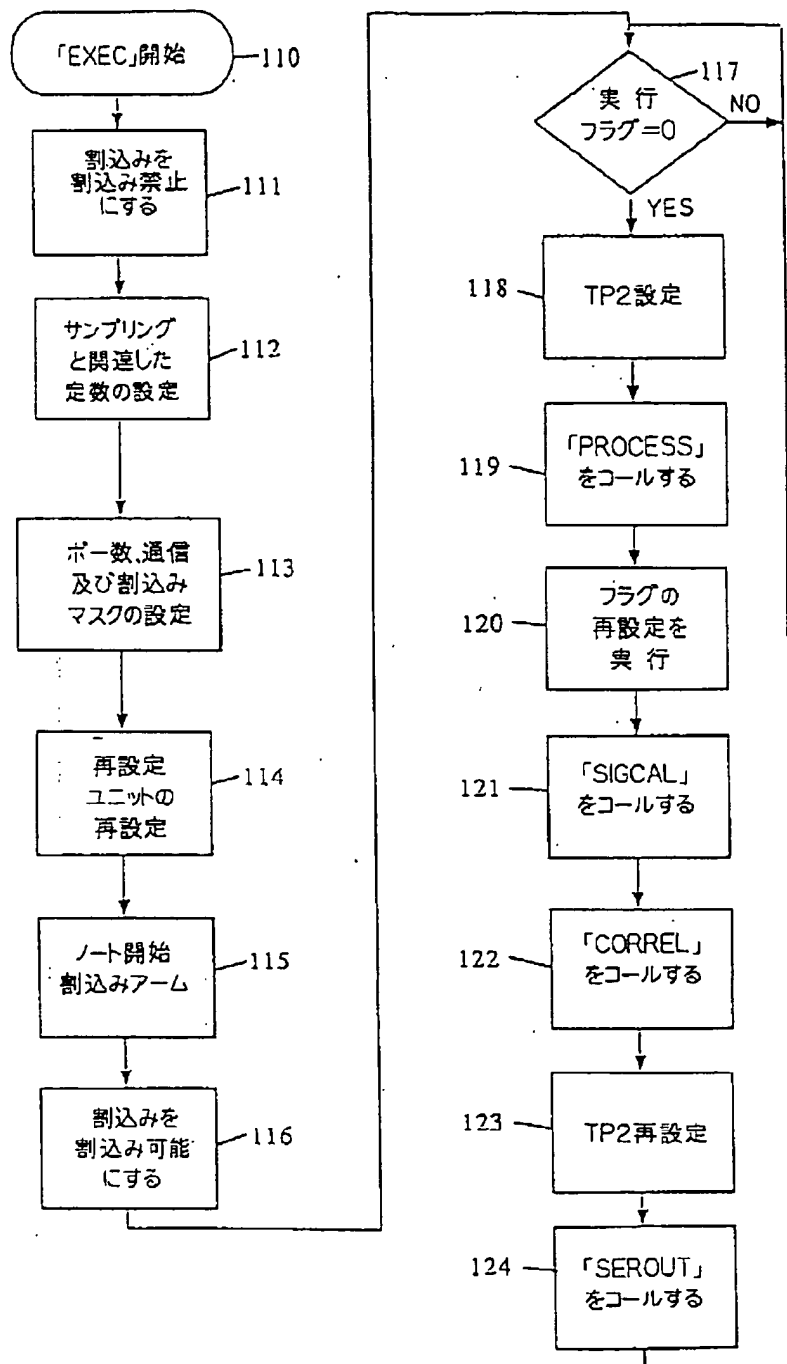 「EXEC」開始
110
割込みを
割込み禁止
にする
111
サンプリング
と関連した
定数の設定
112
ボー数、通信
及び割込み
マスクの設定
113
再設定
ユニットの
再設定
114
ノート開始
割込みアーム
115
割込みを
割込み可能
にする
116
実行
フラグ=0
117
NO
YES
TP2設定
118
「PROCESS」
をコールする
119
フラグの
再設定を
実行
120
「SIGCAL」
をコールする
121
「CORREL」
をコールする
122
TP2再設定
123
「SEROUT」
をコールする
124